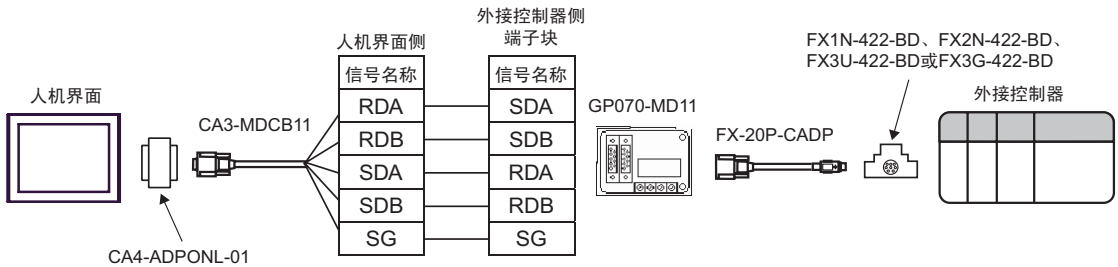 人机界面
CA3-MDCB11
CA4-ADPONL-01
人机界面侧
信号名称
RDA
RDB
SDA
SDB
SG
外接控制器侧
端子块
信号名称
SDA
SDB
RDA
RDB
SG
GP070-MD11
FX-20P-CADP
FX1N-422-BD、FX2N-422-BD、
FX3U-422-BD或FX3G-422-BD
外接控制器